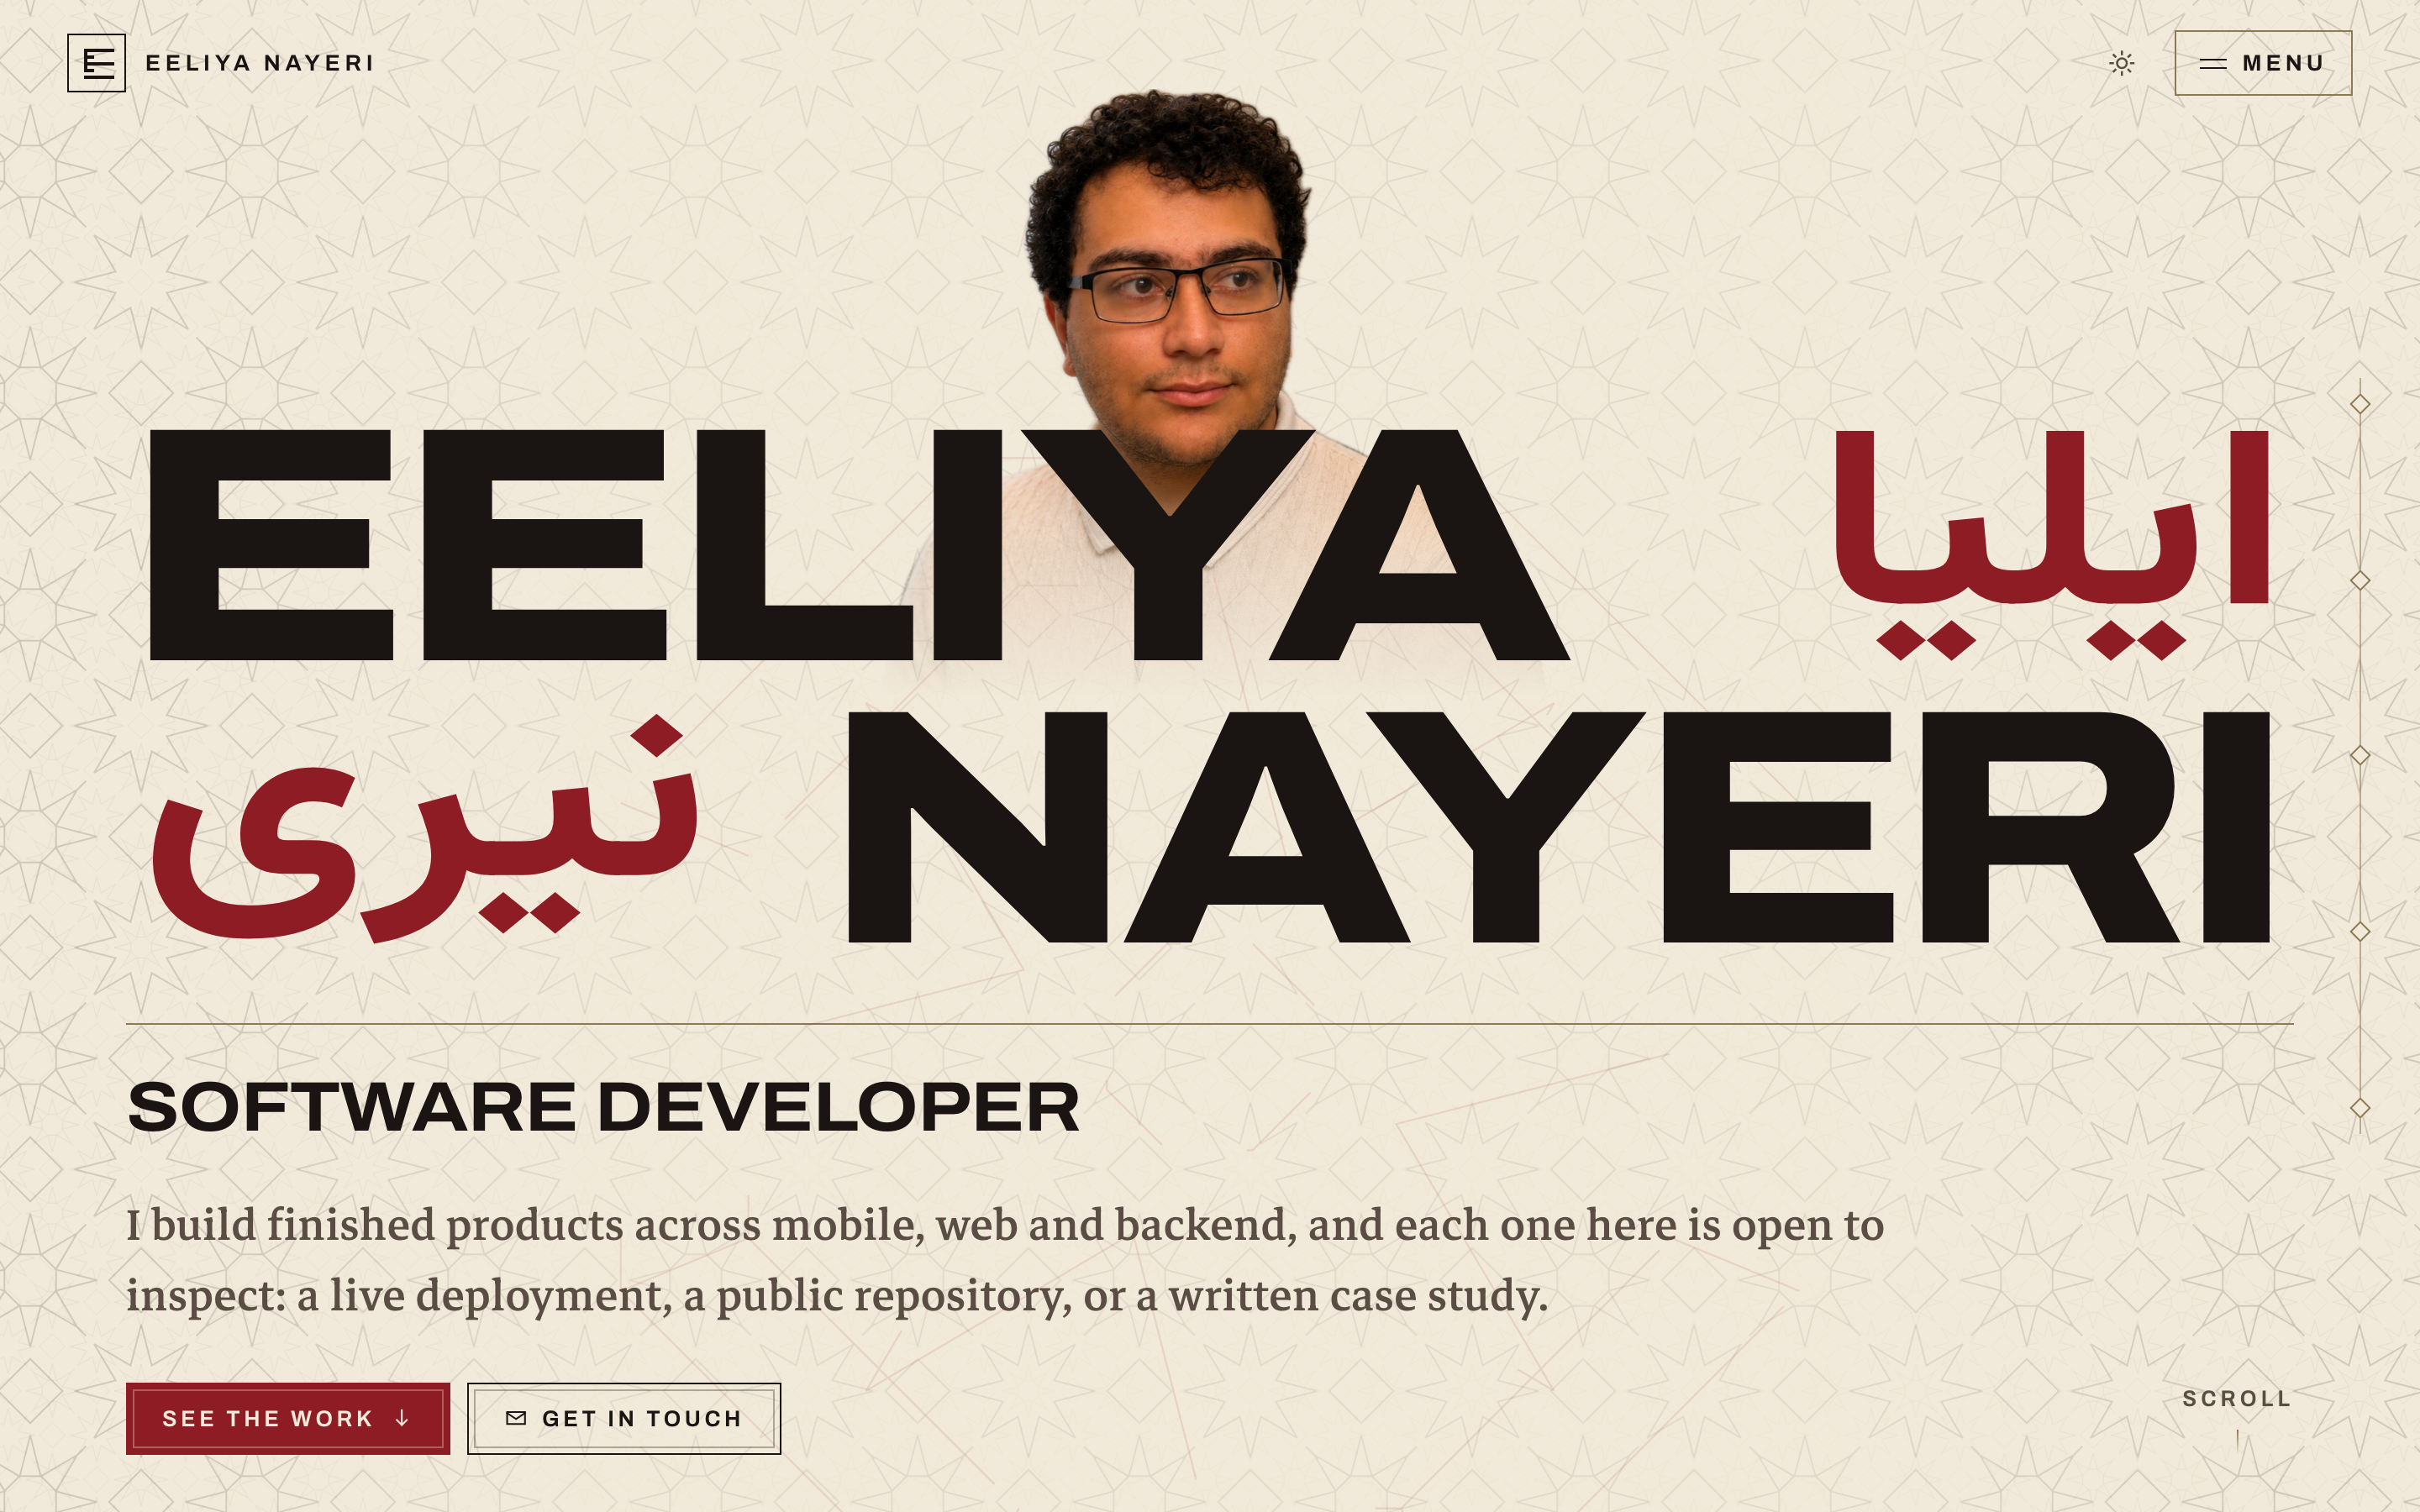 EELIYA NAYERI
MENU
EELIYA ایلیا
نیری NAYERI
SOFTWARE DEVELOPER
I build finished products across mobile, web and backend, and each one here is open to
inspect: a live deployment, a public repository, or a written case study.
SEE THE WORK ↓
GET IN TOUCH
SCROLL